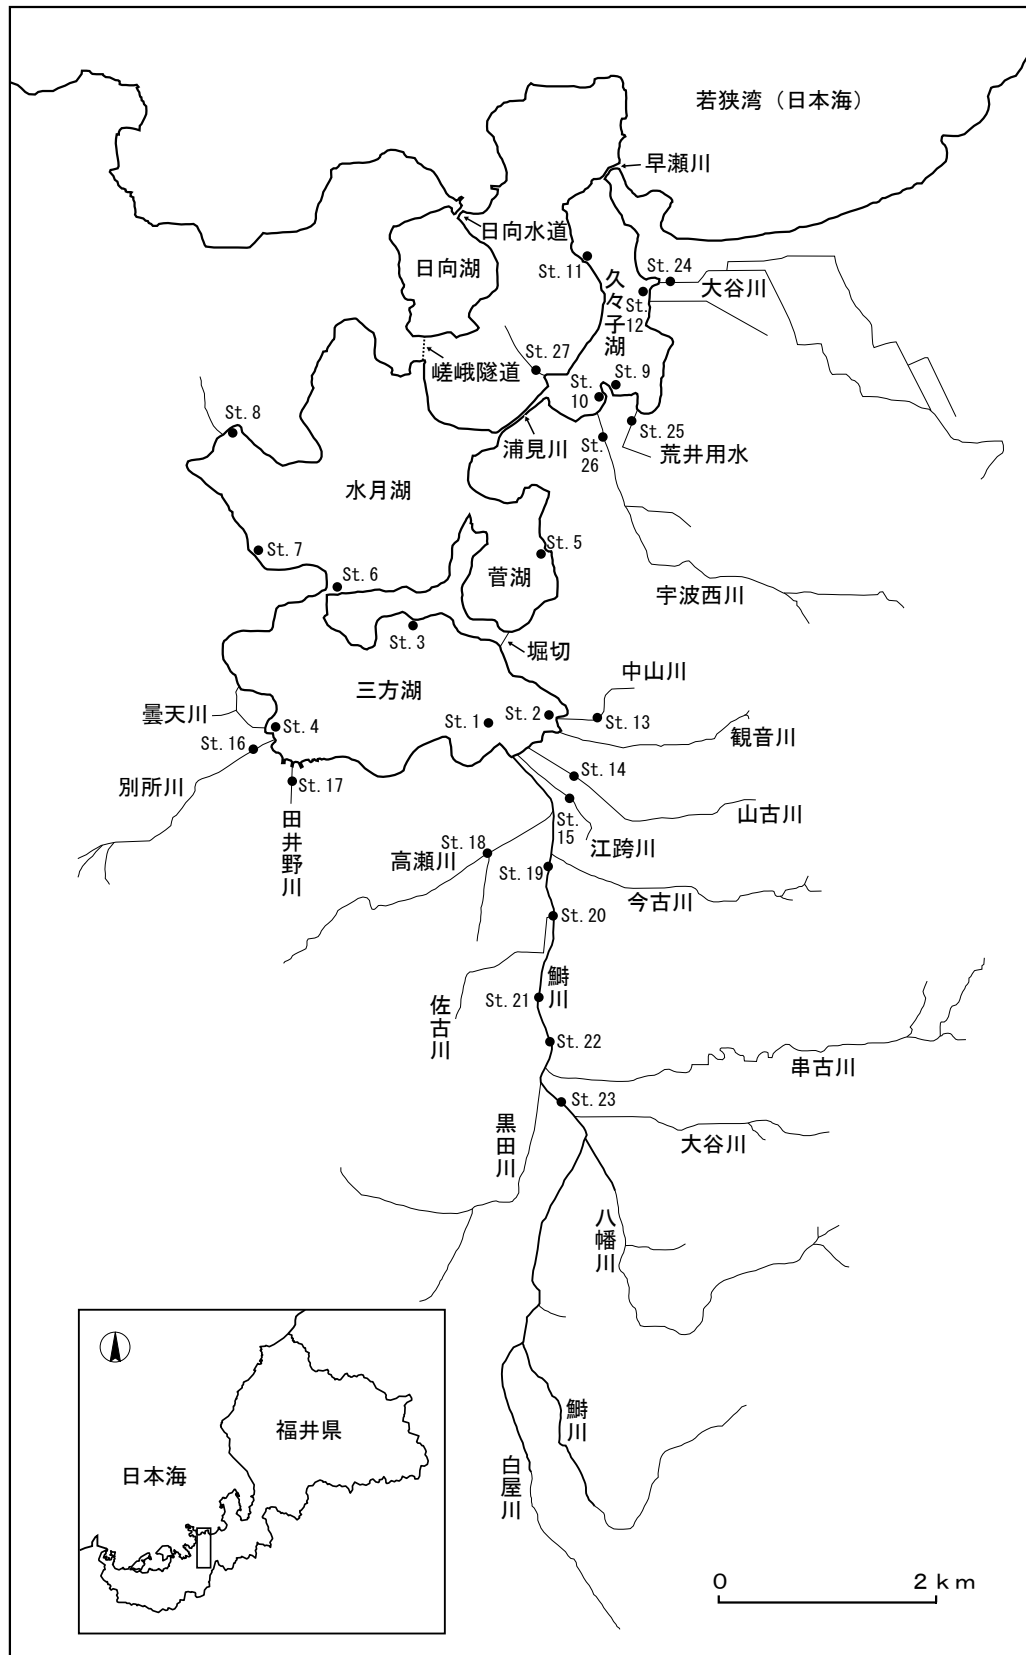 若狭湾（日本海）
早瀬川
日向水道
日向湖
St. 11
久々子湖
St. 24
大谷川
St. 12
嵯峨隧道
St. 27
St. 9
St. 10
St. 8
浦見川
St. 26
St. 25
荒井用水
水月湖
St. 7
St. 5
菅湖
St. 6
宇波西川
St. 3
堀切
三方湖
中山川
曇天川
St. 4
St. 1
St. 2
St. 13
観音川
St. 16
別所川
St. 17
田井野川
St. 14
山古川
St. 15
江跨川
St. 18
高瀬川
St. 19
今古川
St. 20
佐古川
St. 21
鰣川
St. 22
串古川
St. 23
黒田川
大谷川
八幡川
鰣川
白屋川
福井県
日本海
0
2 km